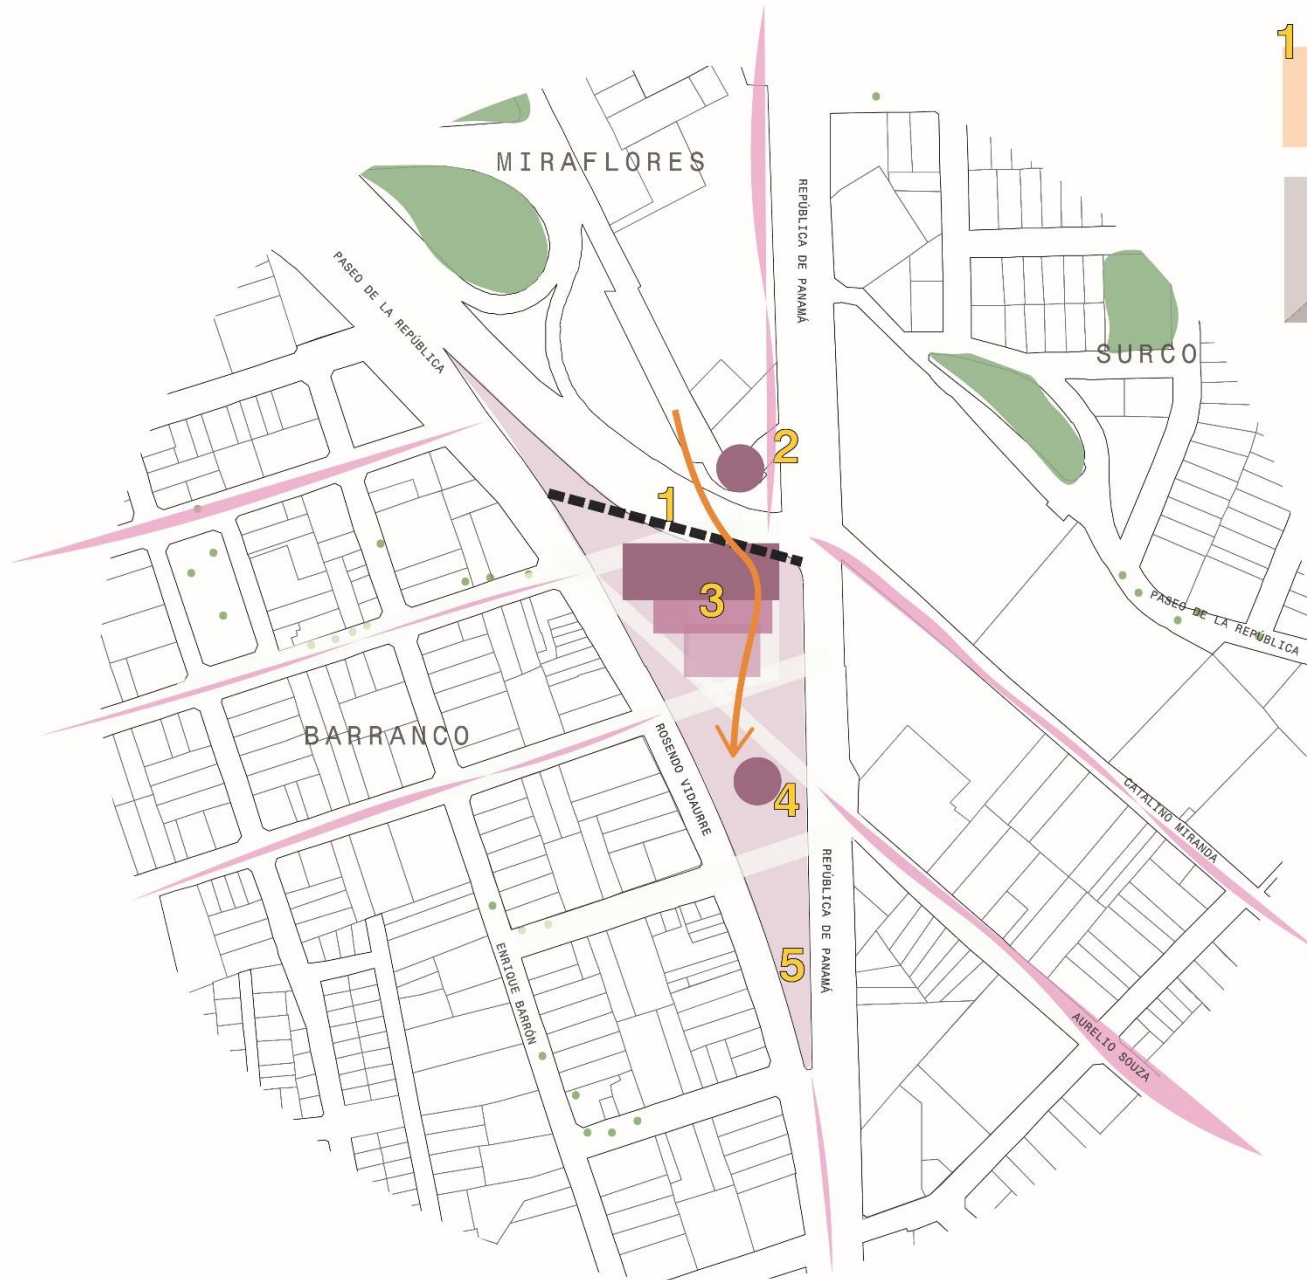 1
MIRAFLORES
REPÚBLICA DE PANAMÁ
PASEO DE LA REPÚBLICA
SURCO
2
1
3
PASEO DE LA REPÚBLICA
BARRANCO
ROSENDO VIDAURRE
4
CATALINO MIRANDA
REPÚBLICA DE PANAMÁ
5
ENRIQUE BARRÓN
AURELIO SOUZA